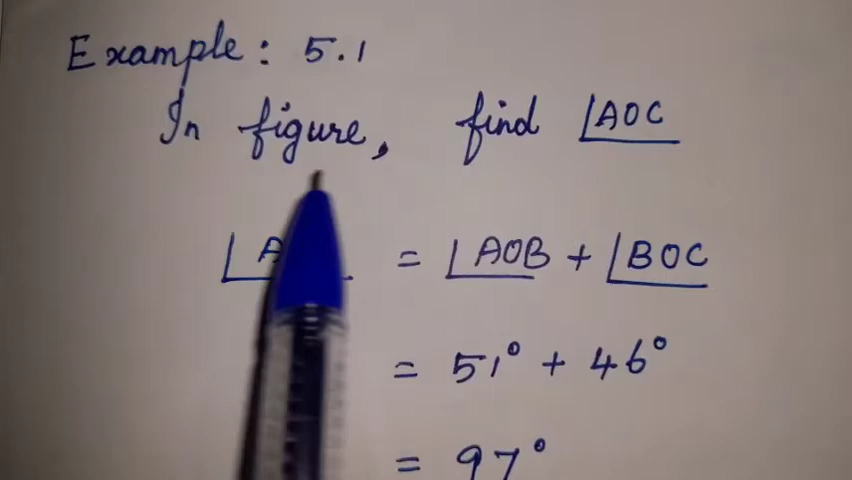 Example: 5.1
In figure, find ∠AOC
= ∠AOB + ∠BOC
= 51° + 46°
= 97°